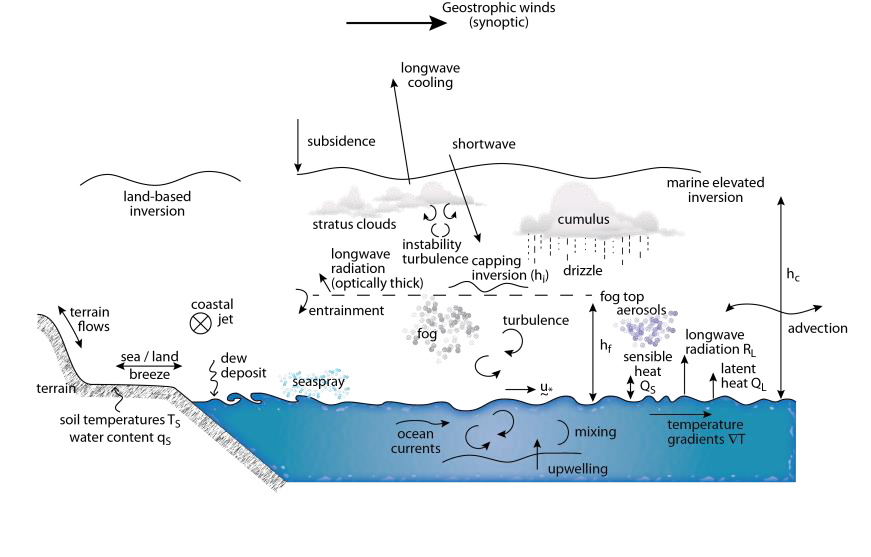 Geostrophic winds
(synoptic)
longwave
cooling
subsidence
shortwave
land-based
inversion
marine elevated
inversion
stratus clouds
cumulus
instability
turbulence
longwave
radiation
(optically thick)
capping
inversion (hi)
drizzle
hc
entrainment
fog top
aerosols
terrain
flows
coastal
jet
fog
turbulence
hf
advection
longwave
radiation RL
sea / land
breeze
dew
deposit
seaspray
sensible
heat
QS
latent
heat QL
u*
terrain
soil temperatures TS
water content qS
ocean
currents
mixing
temperature
gradients ∇T
upwelling